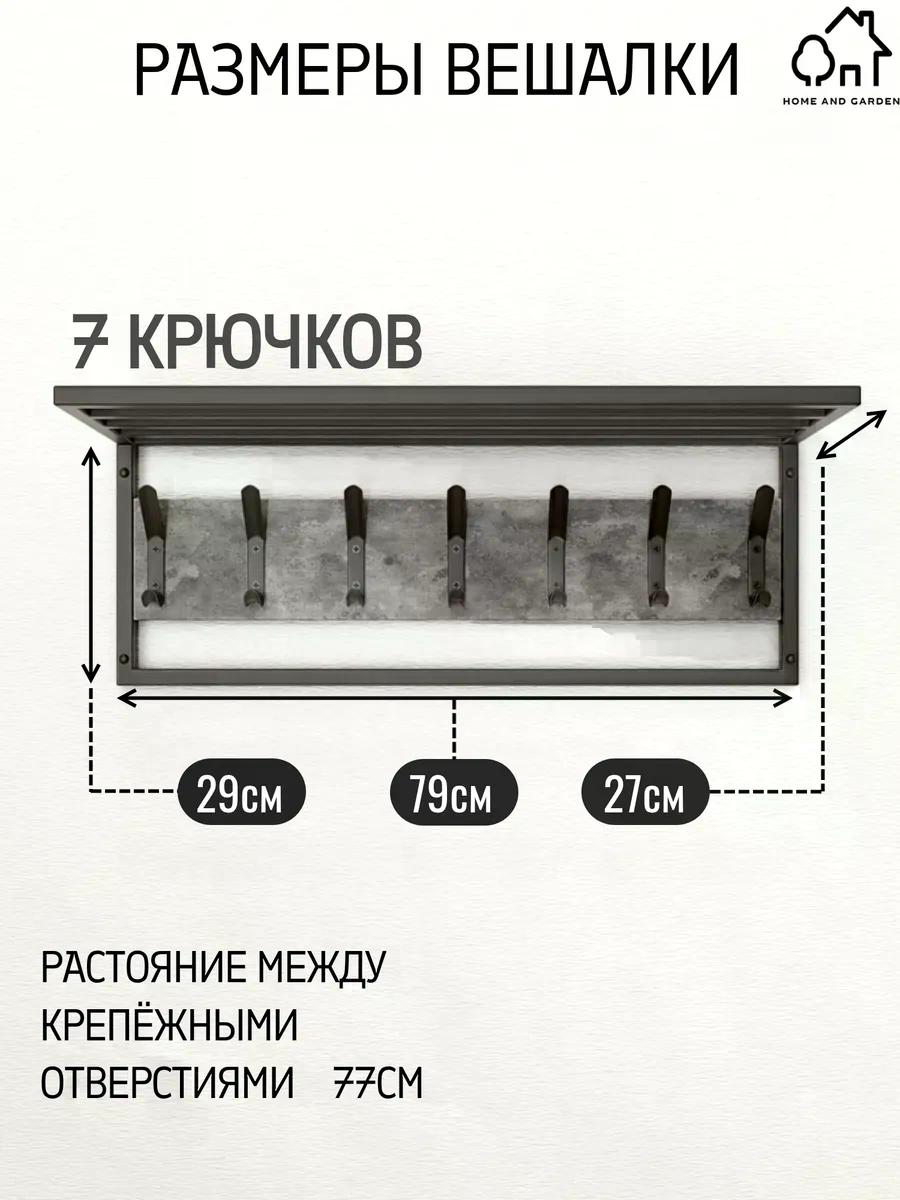 РАЗМЕРЫ ВЕШАЛКИ
HOME AND GARDEN
7 КРЮЧКОВ
29см
79см
27см
РАСТОЯНИЕ МЕЖДУ
КРЕПЁЖНЫМИ
ОТВЕРСТИЯМИ 77СМ